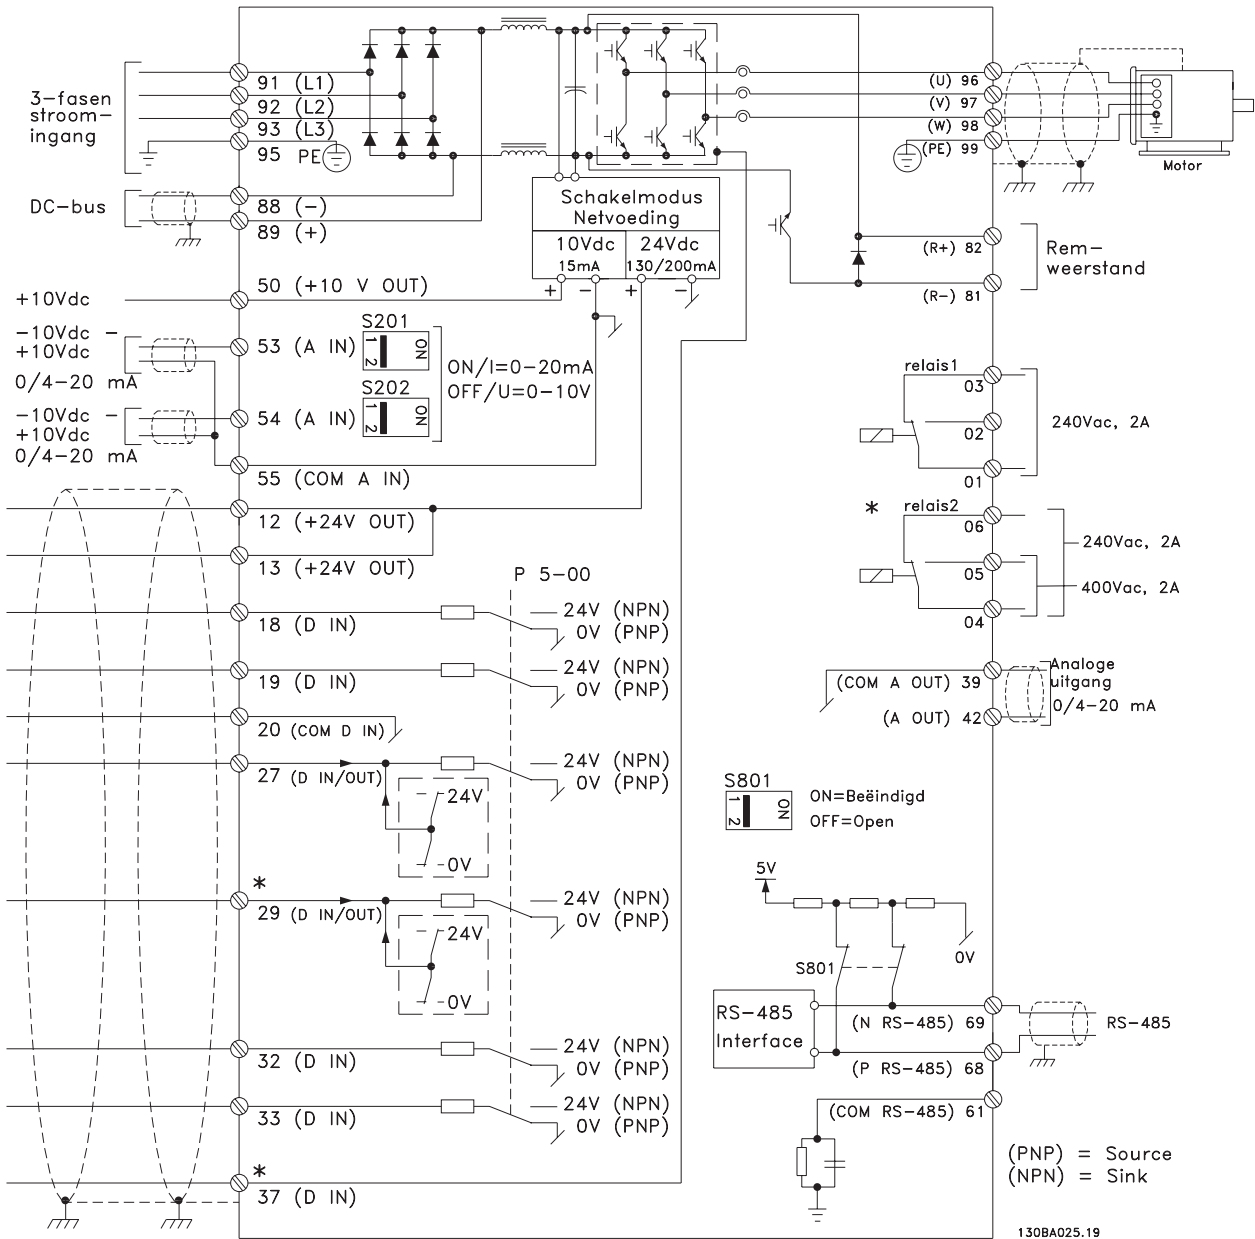 3-fasen
stroom-
ingang
91 (L1)
92 (L2)
93 (L3)
95 PE
DC-bus
88 (-)
89 (+)
Schakelmodus
Netvoeding
10Vdc
15mA
24Vdc
130/200mA
+ - + -
(U) 96
(V) 97
(W) 98
(PE) 99
Motor
(R+) 82
(R-) 81
Rem-
weerstand
+10Vdc
50 (+10 V OUT)
-10Vdc -
+10Vdc
0/4-20 mA
53 (A IN)
S201
1 2 ON
-10Vdc -
+10Vdc
0/4-20 mA
54 (A IN)
S202
1 2 ON
ON/I=0-20mA
OFF/U=0-10V
55 (COM A IN)
12 (+24V OUT)
13 (+24V OUT)
relais1
03
02
01
240Vac, 2A
* relais2
06
05
04
240Vac, 2A
400Vac, 2A
P 5-00
18 (D IN)
24V (NPN)
0V (PNP)
19 (D IN)
24V (NPN)
0V (PNP)
20 (COM D IN)
27 (D IN/OUT)
24V (NPN)
0V (PNP)
24V
0V
*
29 (D IN/OUT)
24V (NPN)
0V (PNP)
24V
0V
32 (D IN)
24V (NPN)
0V (PNP)
33 (D IN)
24V (NPN)
0V (PNP)
*
37 (D IN)
(COM A OUT) 39
(A OUT) 42
Analoge
uitgang
0/4-20 mA
S801
1 2 ON
ON=Beëindigd
OFF=Open
5V
0V
S801
RS-485
Interface
(N RS-485) 69
(P RS-485) 68
(COM RS-485) 61
RS-485
(PNP) = Source
(NPN) = Sink
130BA025.19